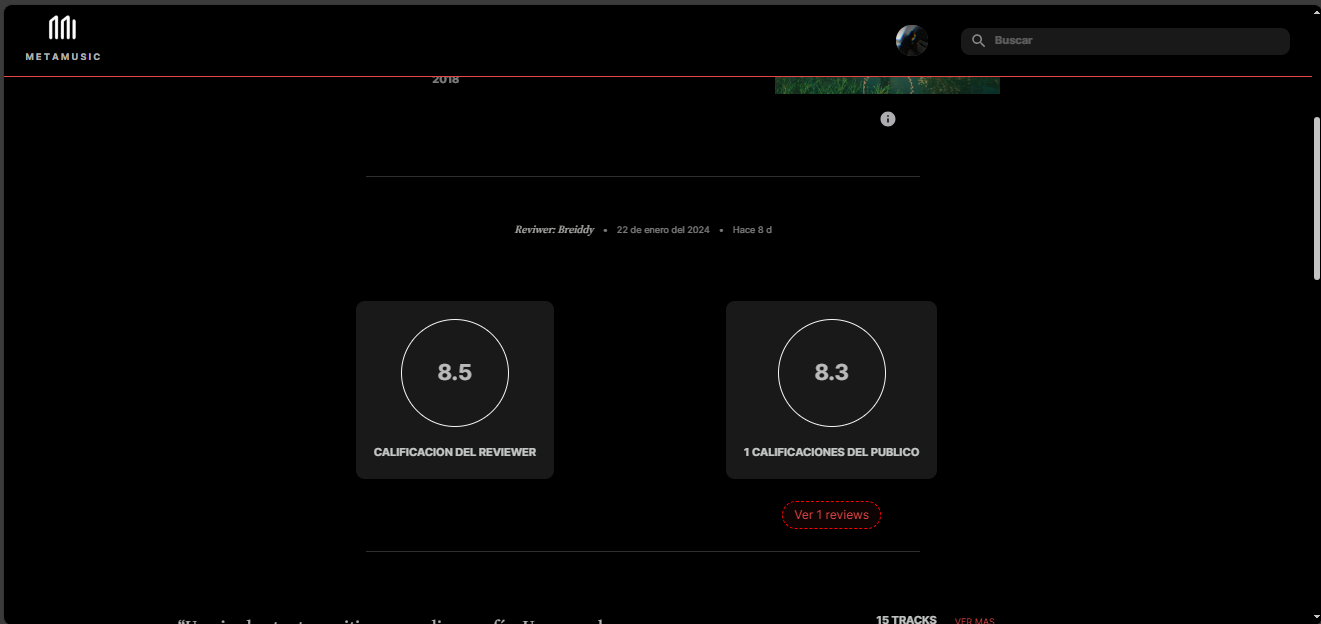 METAMUSIC
Buscar
2018
Reviwer: Breiddy • 22 de enero del 2024 • Hace 8 d
8.5
CALIFICACION DEL REVIEWER
8.3
1 CALIFICACIONES DEL PUBLICO
Ver 1 reviews
15 TRACKS
VER MAS